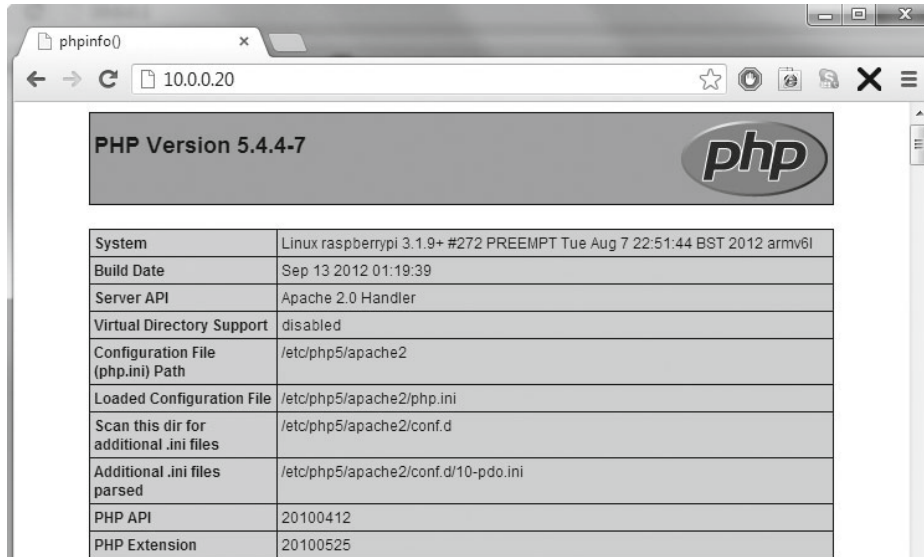 phpinfo()
10.0.0.20
PHP Version 5.4.4-7
php
System Linux raspberrypi 3.1.9+ #272 PREEMPT Tue Aug 7 22:51:44 BST 2012 armv6l
Build Date Sep 13 2012 01:19:39
Server API Apache 2.0 Handler
Virtual Directory Support disabled
Configuration File /etc/php5/apache2
(php.ini) Path
Loaded Configuration File /etc/php5/apache2/php.ini
Scan this dir for /etc/php5/apache2/conf.d
additional .ini files
Additional .ini files /etc/php5/apache2/conf.d/10-pdo.ini
parsed
PHP API 20100412
PHP Extension 20100525